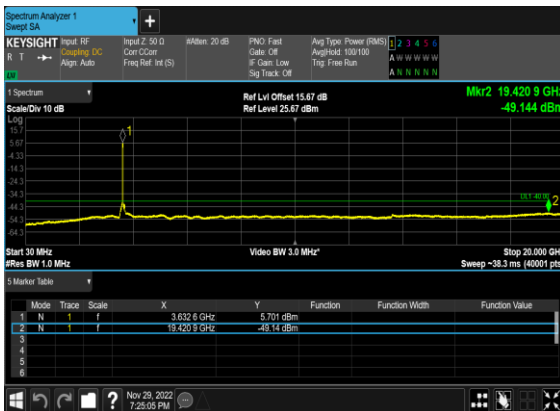 Spectrum Analyzer 1
Swept SA
KEYSIGHT
R T
LV
Input: RF
Coupling: DC
Align: Auto
Input Z: 50 Ω
Corr CCorr
Freq Ref: Int (S)
#Atten: 20 dB
PNO: Fast
Gate: Off
IF Gain: Low
Sig Track: Off
Avg Type: Power (RMS)
Avg|Hold: 100/100
Trig: Free Run
1 2 3 4 5 6
A W W W W W
A N N N N N
1 Spectrum
Scale/Div 10 dB
Ref Lvl Offset 15.67 dB
Ref Level 25.67 dBm
Mkr2 19.420 9 GHz
-49.144 dBm
Log
15.7
5.67
-4.33
-14.3
-24.3
-34.3
-44.3
-54.3
-64.3
1
DL1 -40.00
2
Start 30 MHz
#Res BW 1.0 MHz
Video BW 3.0 MHz*
Stop 20.000 GHz
Sweep ~38.3 ms (40001 pts)
5 Marker Table
Mode Trace Scale X Y Function Function Width Function Value
1 N 1 f 3.632 6 GHz 5.701 dBm
2 N 1 f 19.420 9 GHz -49.14 dBm
3
4
5
6
Nov 29, 2022
7:25:05 PM